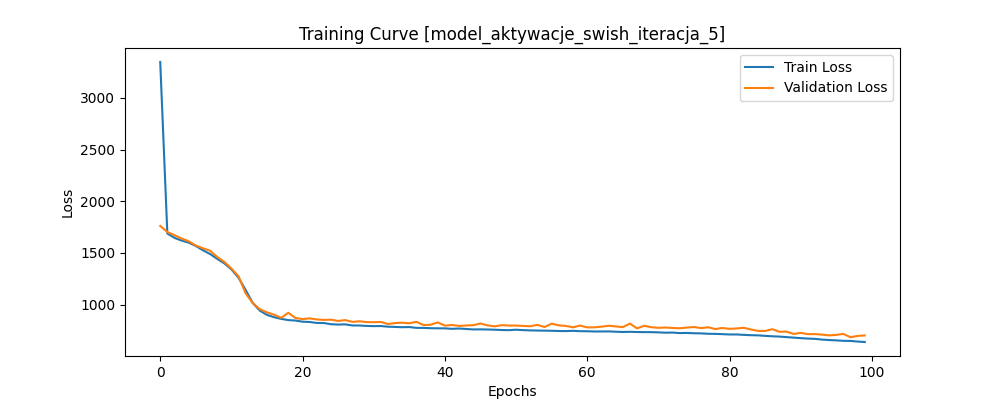 Training Curve [model_aktywacje_swish_iteracja_5]
Train Loss
Validation Loss
3000
2500
2000
1500
1000
Loss
0
20
40
60
80
100
Epochs